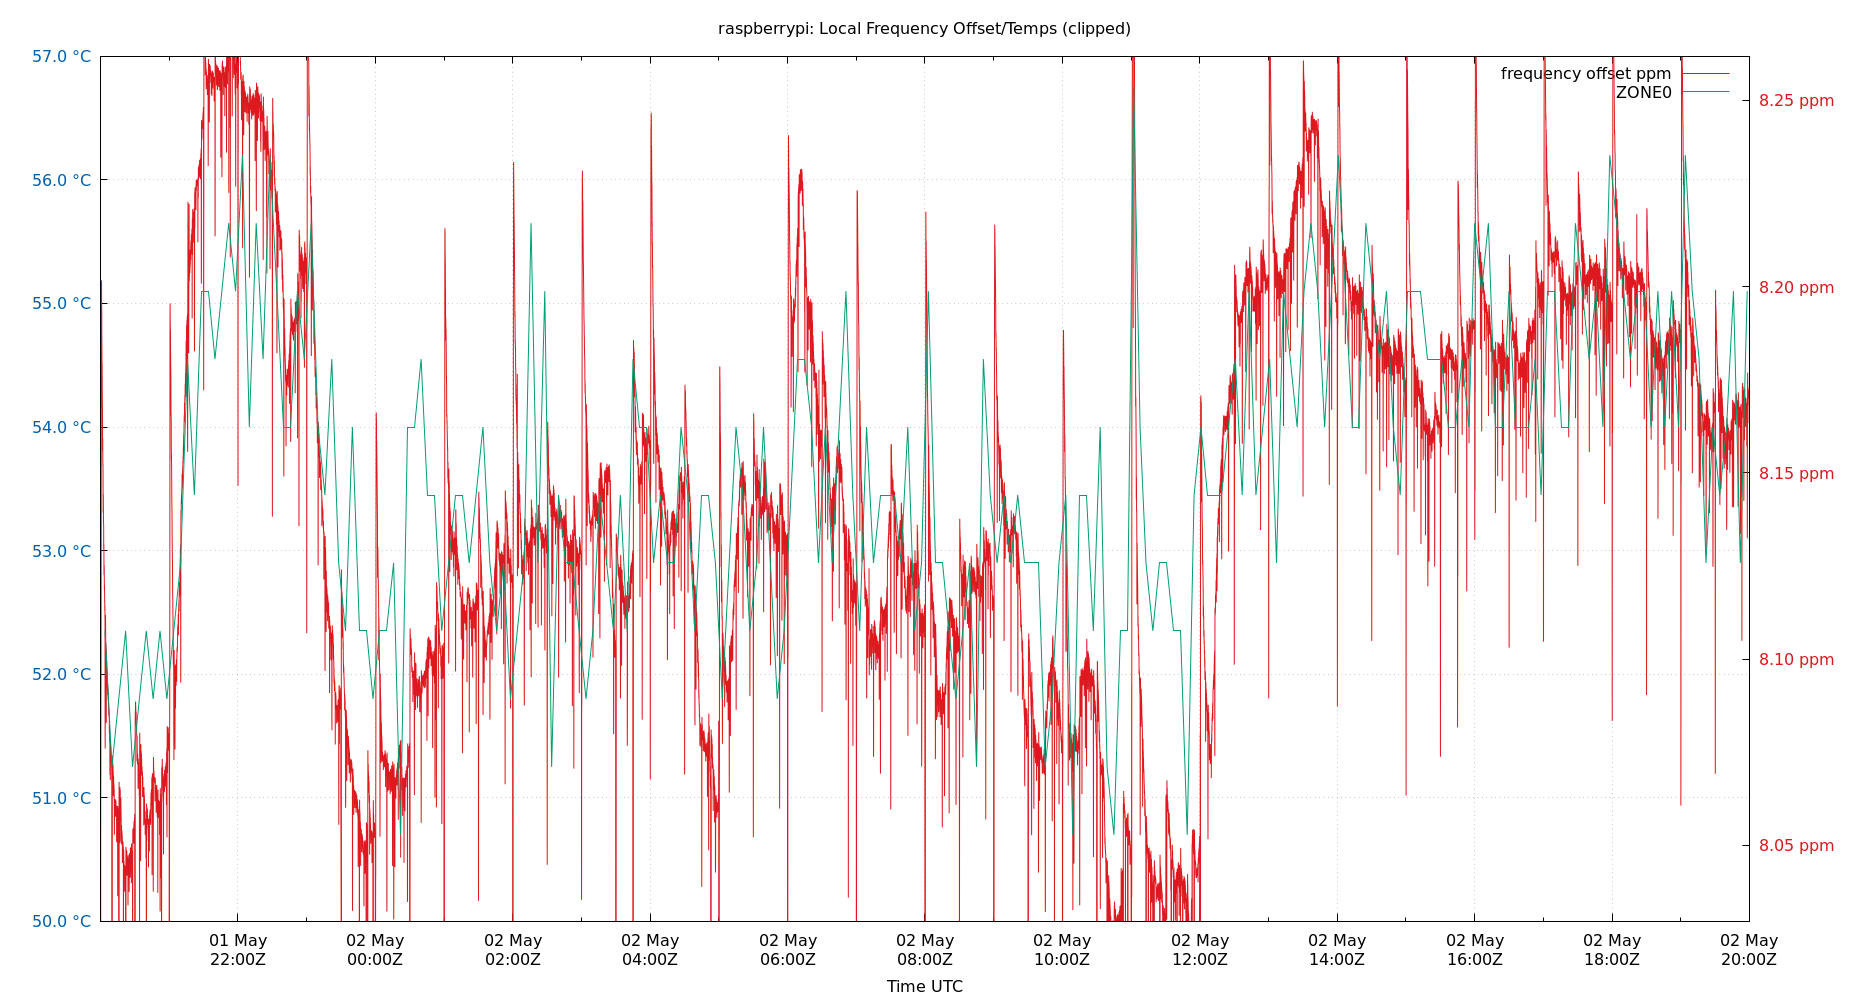 raspberrypi: Local Frequency Offset/Temps (clipped)
57.0 °C
56.0 °C
55.0 °C
54.0 °C
53.0 °C
52.0 °C
51.0 °C
50.0 °C
frequency offset ppm
ZONE0
8.25 ppm
8.20 ppm
8.15 ppm
8.10 ppm
8.05 ppm
01 May
22:00Z
02 May
00:00Z
02 May
02:00Z
02 May
04:00Z
02 May
06:00Z
02 May
08:00Z
02 May
10:00Z
02 May
12:00Z
02 May
14:00Z
02 May
16:00Z
02 May
18:00Z
02 May
20:00Z
Time UTC